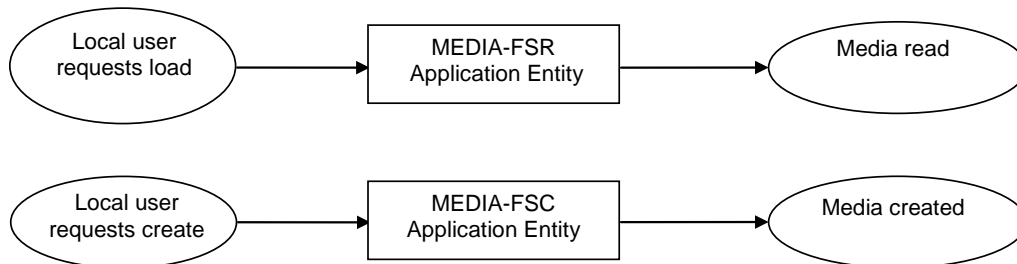 Local user
requests load
MEDIA-FSR
Application Entity
Media read
Local user
requests create
MEDIA-FSC
Application Entity
Media created